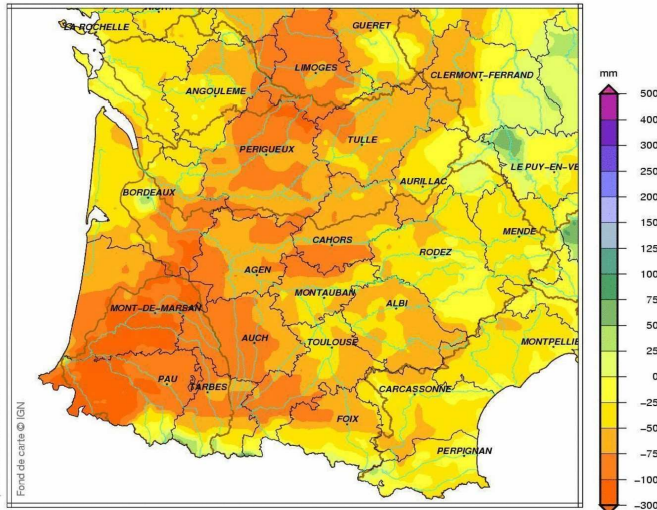 LA ROCHELLE
GUERET
LIMOGES
CLERMONT-FERRAND
ANGOULEME
TULLE
PERIGUEUX
LE PUY-EN-VE
AURILLAC
BORDEAUX
MENDE
CAHORS
RODEZ
AGEN
MONTAUBAN
MONT-DE-MARSAN
ALBI
AUCH
TOULOUSE
MONTPELLIE
PAU
TARBES
CARCASSONNE
FOIX
PERPIGNAN
Fond de carte © IGN
mm
500
400
300
250
200
150
125
100
75
50
25
0
-25
-50
-75
-100
-300